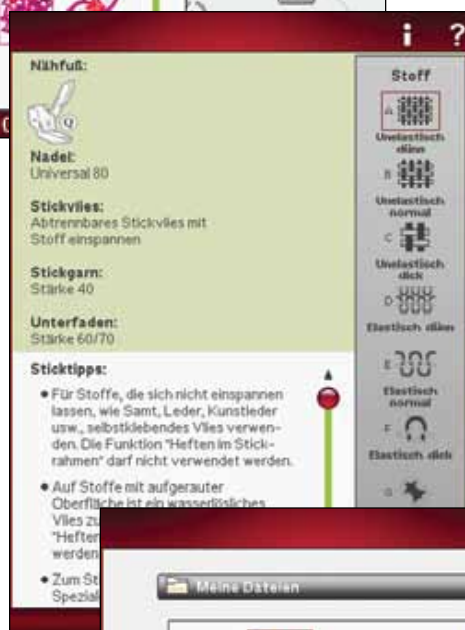 i ?
Nähfuß:
Q
Nadel:
Universal 80
Stickvlies:
Abtrennbares Stickvlies mit
Stoff einspannen
Stickgarn:
Stärke 40
Unterfaden:
Stärke 60/70
Sticktipps:
● Für Stoffe, die sich nicht einspannen
lassen, wie Samt, Leder, Kunstleder
usw., selbstklebendes Vlies verwen-
den. Die Funktion "Heften im Stick-
rahmen" darf nicht verwendet werden.
● Auf Stoffe mit aufgerauter
Oberfläche ist ein wasserlösliches
Vlies zu
"Heften
werden
● Zum St
Spezial
Stoff
A
Unelastisch
dünn
B
Unelastisch
normal
C
Unelastisch
dick
D
Elastisch dünn
E
Elastisch
normal
F
Elastisch dick
G
Meine Dateien